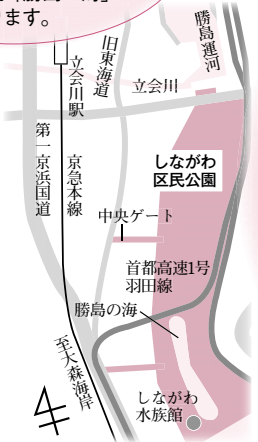 ります。
旧東海道
勝島運河
立会川駅
立会川
第一京浜国道
京急本線
しながわ
区民公園
中央ゲート
首都高速1号
羽田線
勝島の海
至大森海岸
しながわ
水族館